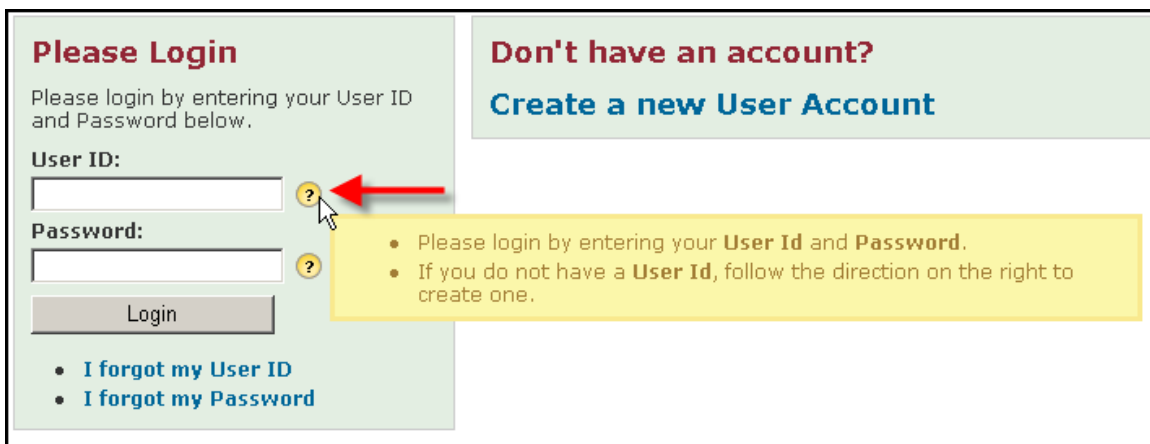 Please Login
Please login by entering your User ID
and Password below.
User ID:
?
Password:
?
Login
• I forgot my User ID
• I forgot my Password
Don't have an account?
Create a new User Account
• Please login by entering your User Id and Password.
• If you do not have a User Id, follow the direction on the right to
create one.